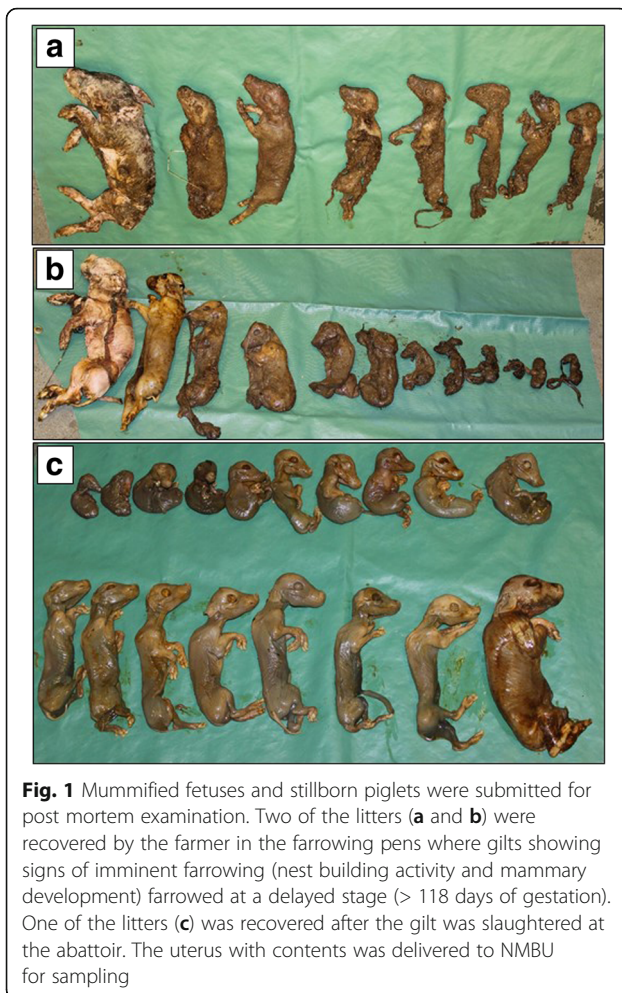 a
b
c
Fig. 1 Mummified fetuses and stillborn piglets were submitted for
post mortem examination. Two of the litters (a and b) were
recovered by the farmer in the farrowing pens where gilts showing
signs of imminent farrowing (nest building activity and mammary
development) farrowed at a delayed stage (> 118 days of gestation).
One of the litters (c) was recovered after the gilt was slaughtered at
the abattoir. The uterus with contents was delivered to NMBU
for sampling